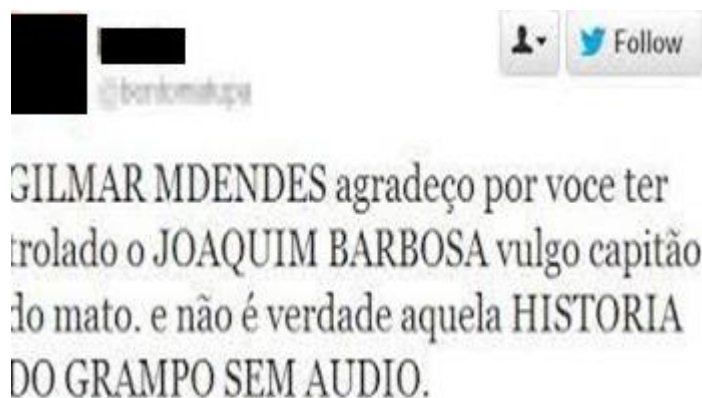 Follow
GILMAR MDENDES agradeço por voce ter
trolado o JOAQUIM BARBOSA vulgo capitão
do mato. e não é verdade aquela HISTORIA
DO GRAMPO SEM AUDIO.